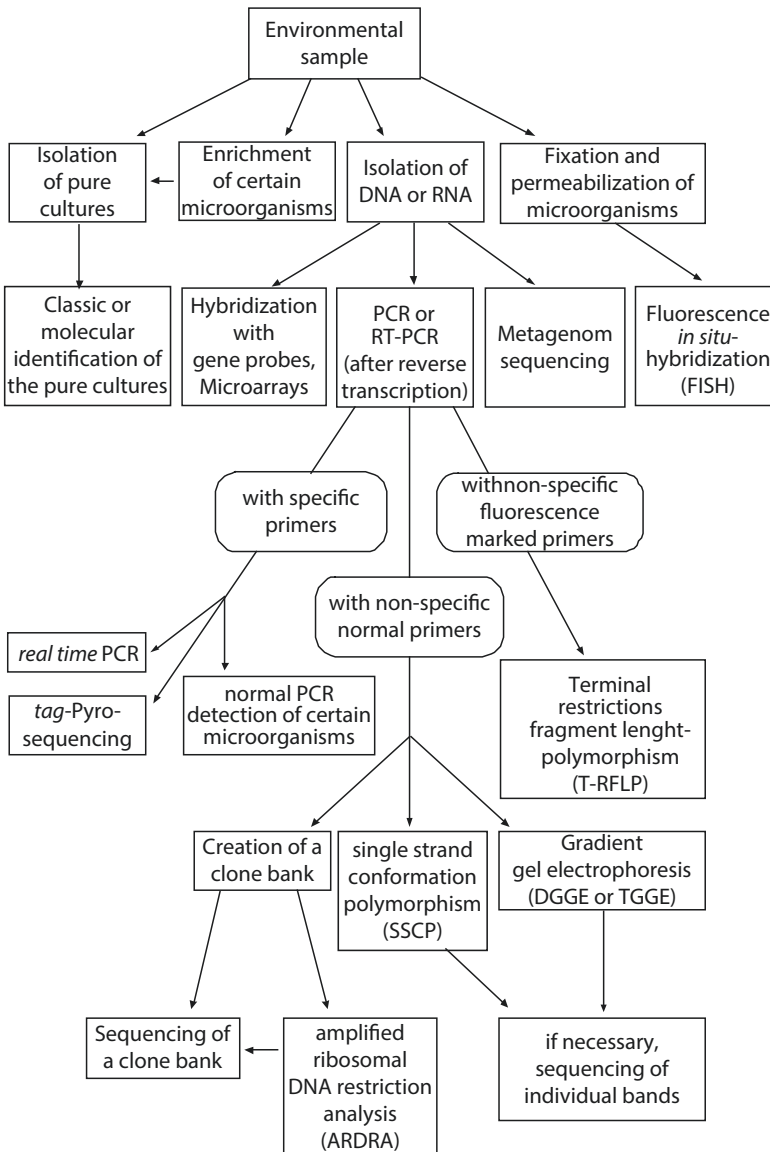 Environmental
sample
Isolation
of pure
cultures
Enrichment
of certain
microorganisms
Isolation of
DNA or RNA
Fixation and
permeabilization of
microorganisms
Classic or
molecular
identification of
the pure cultures
Hybridization
with
gene probes,
Microarrays
PCR or
RT-PCR
(after reverse
transcription)
Metagenom
sequencing
Fluorescence
in situ-
hybridization
(FISH)
with specific
primers
withnon-specific
fluorescence
marked primers
with non-specific
normal primers
real time PCR
tag-Pyro-
sequencing
normal PCR
detection of certain
microorganisms
Terminal
restrictions
fragment lenght-
polymorphism
(T-RFLP)
Creation of a
clone bank
single strand
conformation
polymorphism
(SSCP)
Gradient
gel electrophoresis
(DGGE or TGGE)
Sequencing of
a clone bank
amplified
ribosomal
DNA restriction
analysis
(ARDRA)
if necessary,
sequencing of
individual bands